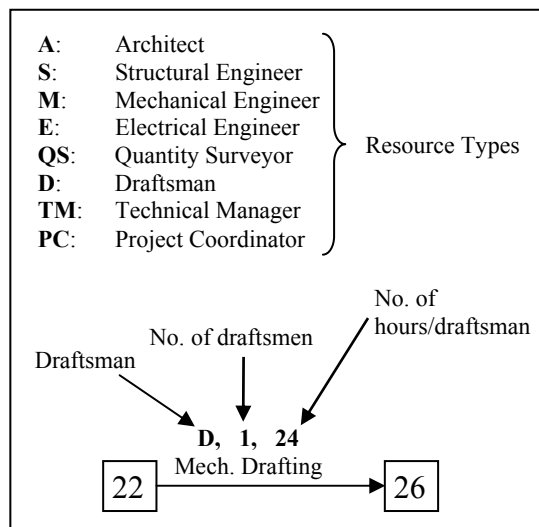 A: Architect
S: Structural Engineer
M: Mechanical Engineer
E: Electrical Engineer
QS: Quantity Surveyor
D: Draftsman
TM: Technical Manager
PC: Project Coordinator
Resource Types
No. of
hours/draftsman
No. of draftsmen
Draftsman
D, 1, 24
Mech. Drafting
22
26